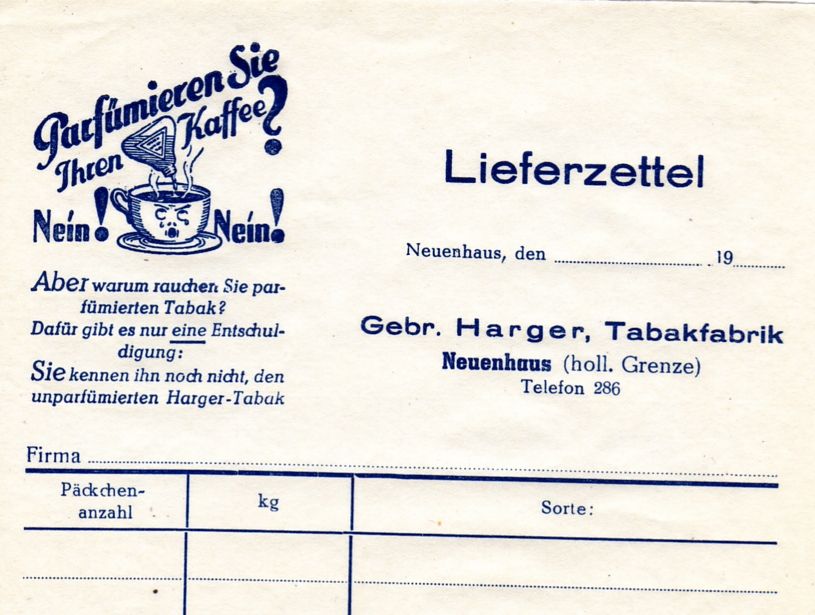 Parfümieren Sie
Ihren Kaffee?
Nein! Nein!
Aber warum rauchen Sie par-
fümierten Tabak?
Dafür gibt es nur eine Entschul-
digung:
Sie kennen ihn noch nicht, den
unparfümierten Harger-Tabak
Lieferzettel
Neuenhaus, den 19
Gebr. Harger, Tabakfabrik
Neuenhaus (holl. Grenze)
Telefon 286
Firma
Päckchen-
anzahl
kg
Sorte: